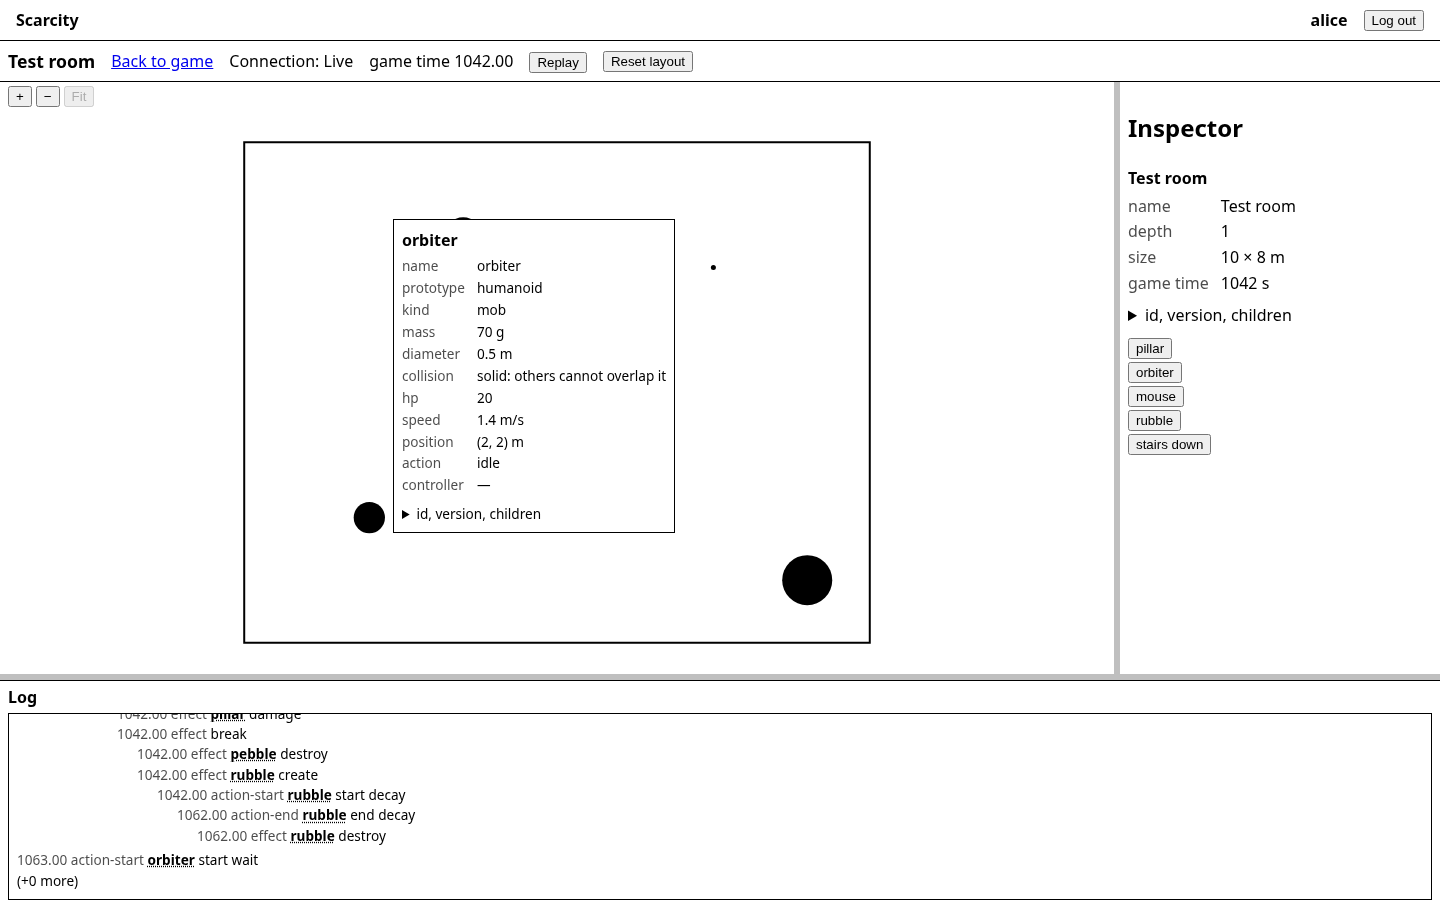 Scarcity
alice Log out
Test room Back to game Connection: Live game time 1042.00 Replay Reset layout
+ − Fit
Inspector
Test room
name Test room
depth 1
size 10 × 8 m
game time 1042 s
▶ id, version, children
pillar
orbiter
mouse
rubble
stairs down
orbiter
name orbiter
prototype humanoid
kind mob
mass 70 g
diameter 0.5 m
collision solid: others cannot overlap it
hp 20
speed 1.4 m/s
position (2, 2) m
action idle
controller —
▶ id, version, children
Log
1042.00 effect pillar damage
1042.00 effect break
1042.00 effect pebble destroy
1042.00 effect rubble create
1042.00 action-start rubble start decay
1062.00 action-end rubble end decay
1062.00 effect rubble destroy
1063.00 action-start orbiter start wait
(+0 more)